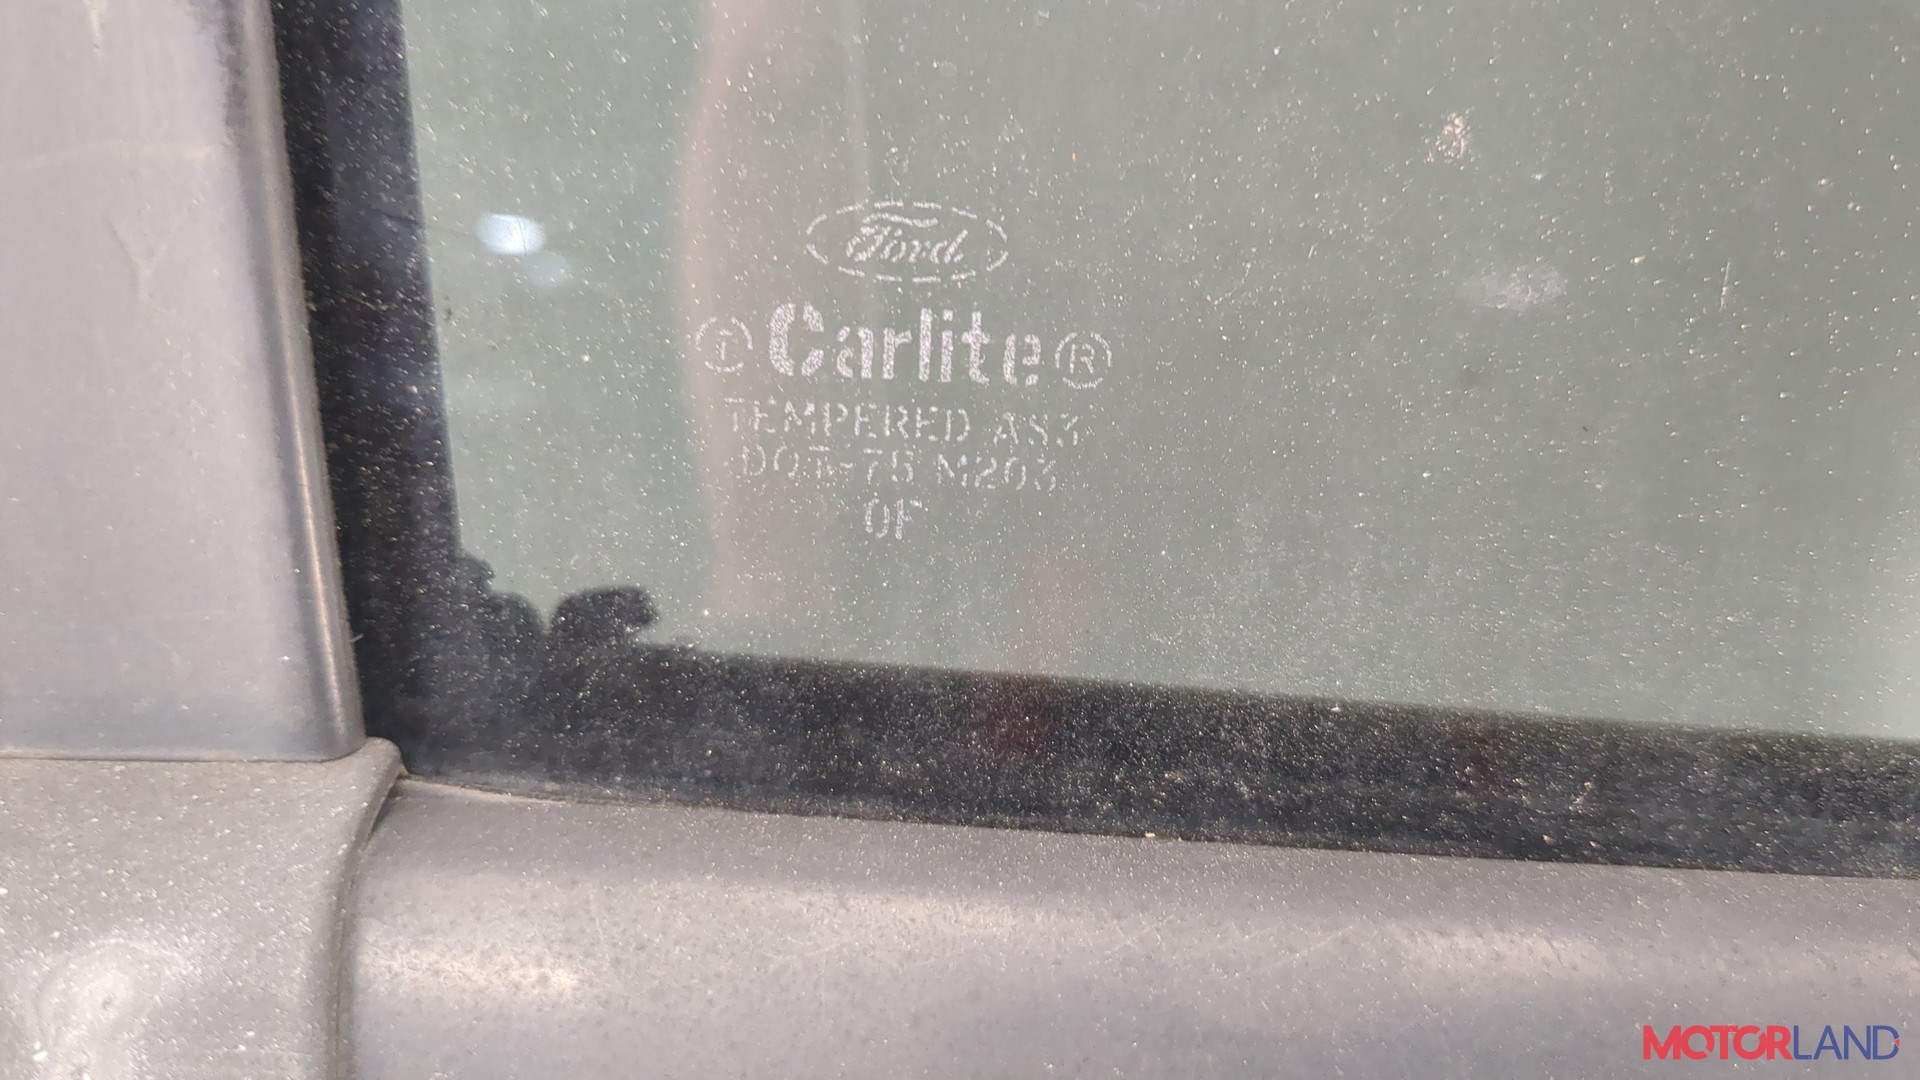 Ford
T Carlite R
TEMPERED AS3
DOT-75 M203
0F
MOTORLAND